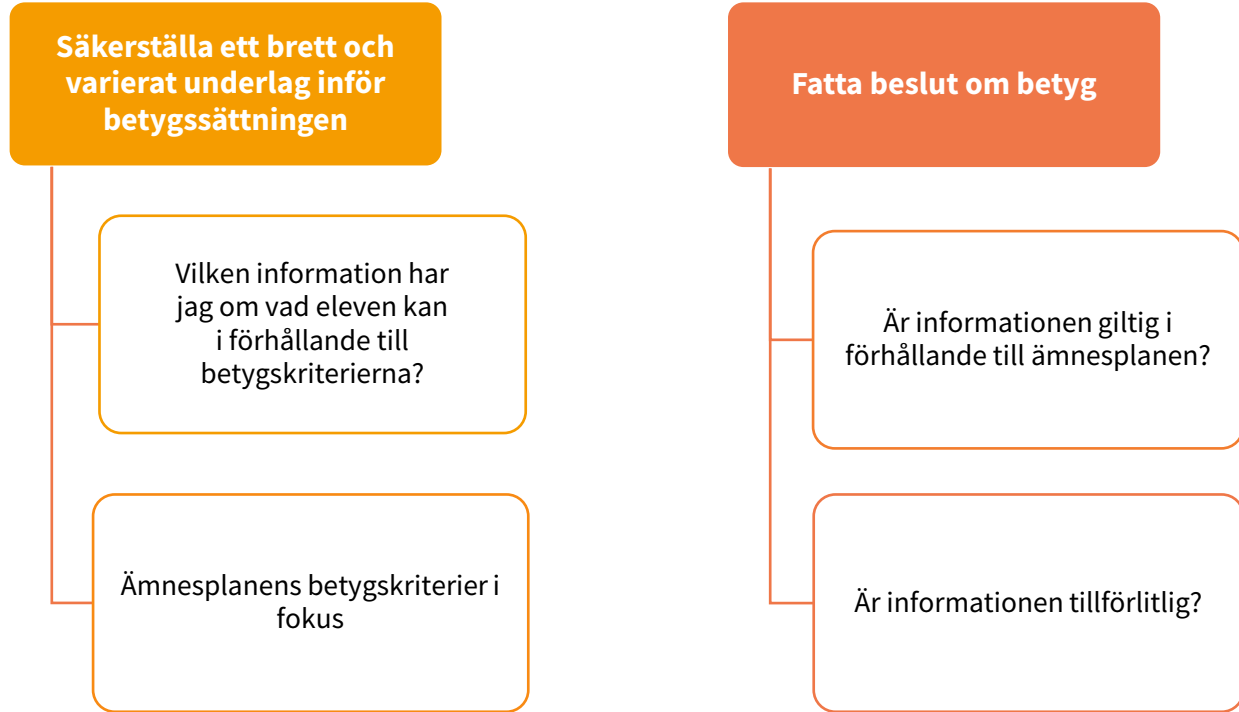 Säkerställa ett brett och
varierat underlag inför
betygssättningen
Vilken information har
jag om vad eleven kan
i förhållande till
betygskriterierna?
Ämnesplanens betygskriterier i
fokus
Fatta beslut om betyg
Är informationen giltig i
förhållande till ämnesplanen?
Är informationen tillförlitlig?